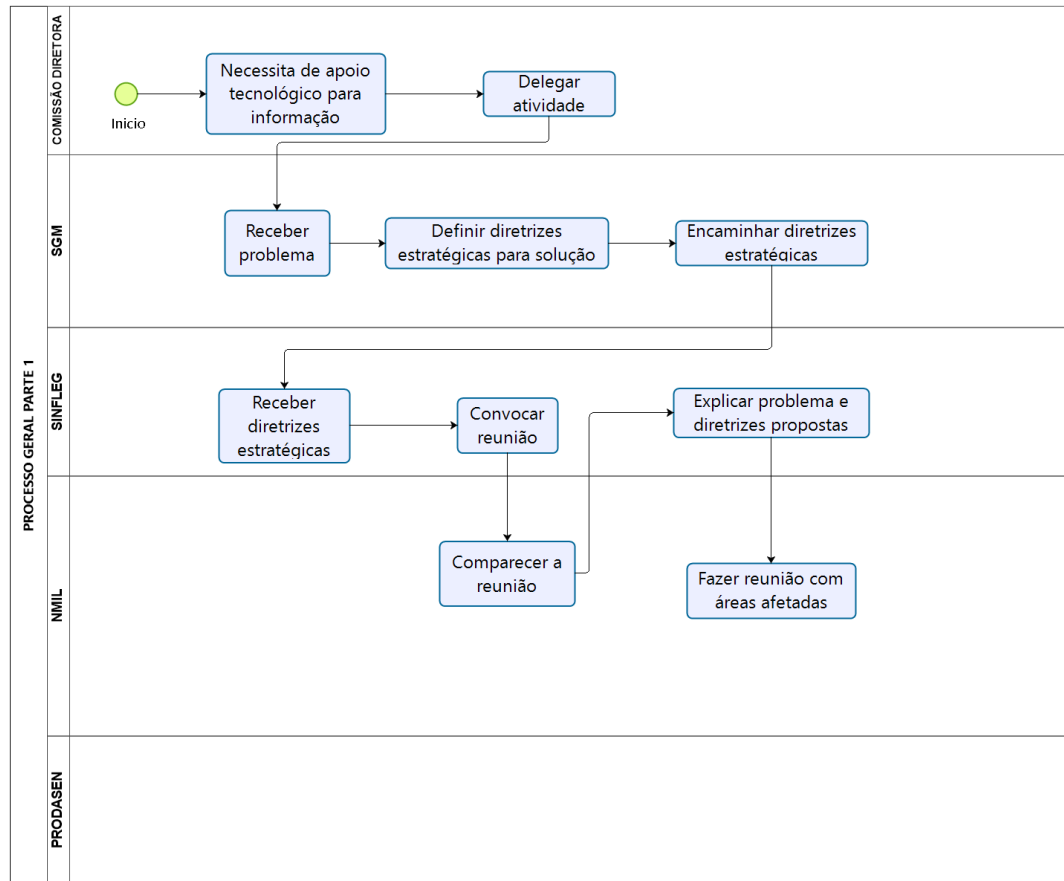 PROCESSO GERAL PARTE 1
COMISSÃO DIRETORA
Inicio
Necessita de apoio
tecnológico para
informação
Delegar
atividade
SGM
Receber
problema
Definir diretrizes
estratégicas para solução
Encaminhar diretrizes
estratégicas
SINFLEG
Receber
diretrizes
estratégicas
Convocar
reunião
Explicar problema e
diretrizes propostas
NMIL
Comparecer a
reunião
Fazer reunião com
áreas afetadas
PRODASEN